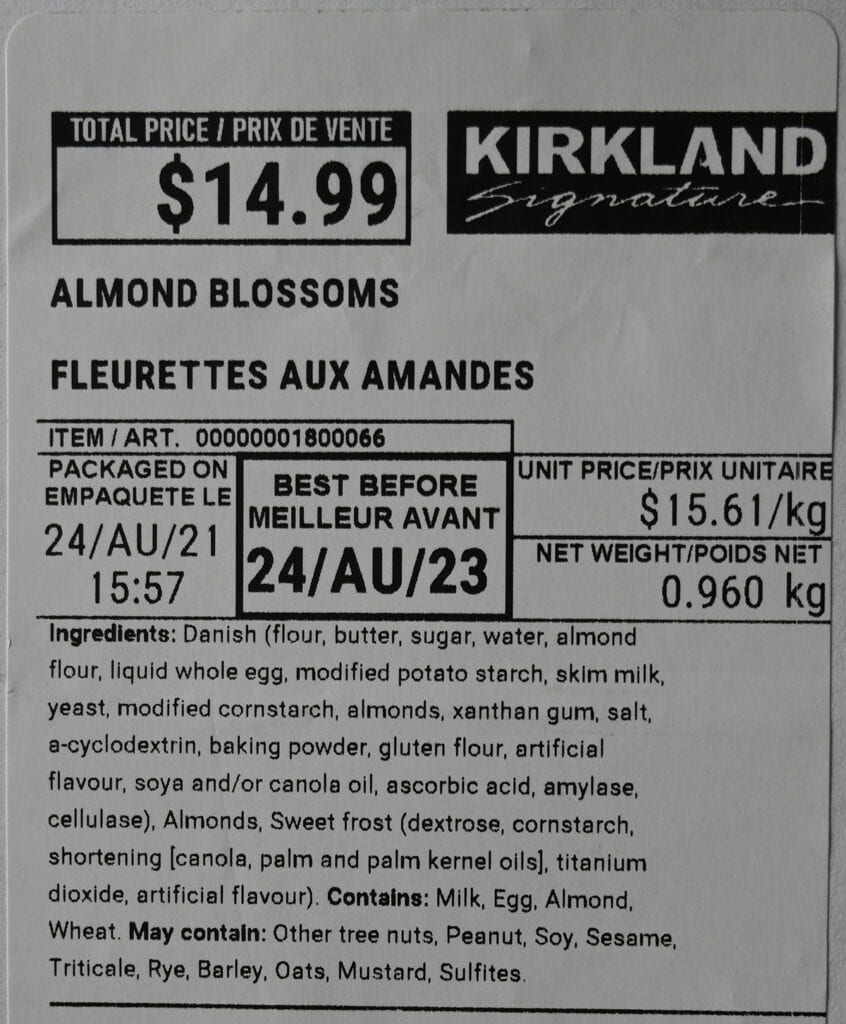 TOTAL PRICE / PRIX DE VENTE
$14.99
KIRKLAND
Signature
ALMOND BLOSSOMS
FLEURETTES AUX AMANDES
ITEM / ART. 00000001800066
PACKAGED ON
EMPAQUETE LE
24/AU/21
15:57
BEST BEFORE
MEILLEUR AVANT
24/AU/23
UNIT PRICE/PRIX UNITAIRE
$15.61/kg
NET WEIGHT/POIDS NET
0.960 kg
Ingredients: Danish (flour, butter, sugar, water, almond
flour, liquid whole egg, modified potato starch, skim milk,
yeast, modified cornstarch, almonds, xanthan gum, salt,
a-cyclodextrin, baking powder, gluten flour, artificial
flavour, soya and/or canola oil, ascorbic acid, amylase,
cellulase), Almonds, Sweet frost (dextrose, cornstarch,
shortening [canola, palm and palm kernel oils], titanium
dioxide, artificial flavour). Contains: Milk, Egg, Almond,
Wheat. May contain: Other tree nuts, Peanut, Soy, Sesame,
Triticale, Rye, Barley, Oats, Mustard, Sulfites.